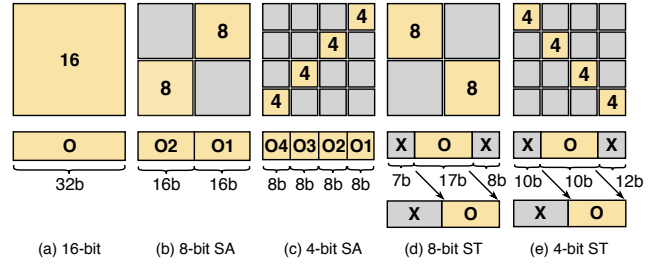 16
8
8
4
4
4
4
8
8
4
4
4
4
O
O2 O1
O4 O3 O2 O1
X O X
X O X
32b
16b 16b
8b 8b 8b 8b
7b 17b 8b
10b 10b 12b
X O
X O
(a) 16-bit
(b) 8-bit SA
(c) 4-bit SA
(d) 8-bit ST
(e) 4-bit ST